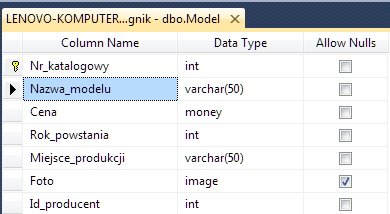 LENOVO-KOMPUTER...gnik - dbo.Model
Column Name Data Type Allow Nulls
Nr_katalogowy int
Nazwa_modelu varchar(50)
Cena money
Rok_powstania int
Miejsce_produkcji varchar(50)
Foto image
Id_producent int